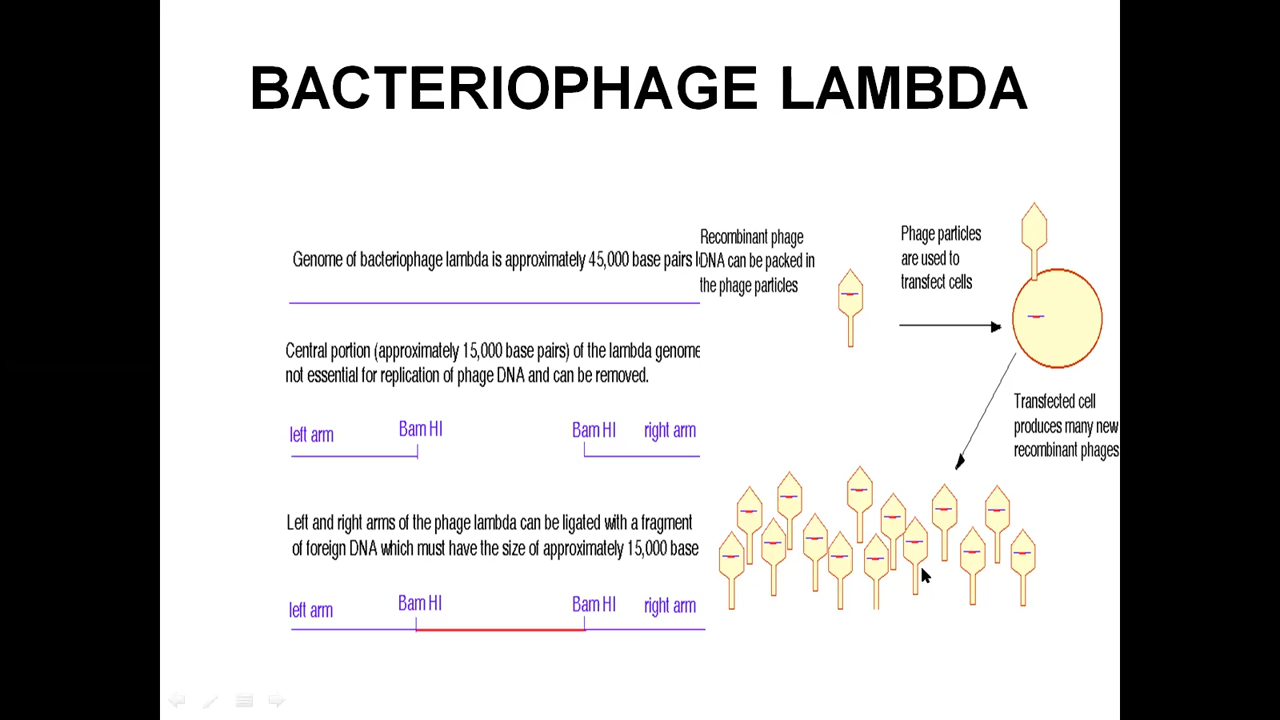 BACTERIOPHAGE LAMBDA
Genome of bacteriophage lambda is approximately 45,000 base pairs
Central portion (approximately 15,000 base pairs) of the lambda genome
not essential for replication of phage DNA and can be removed.
left arm
Bam HI
Bam HI
right arm
Left and right arms of the phage lambda can be ligated with a fragment
of foreign DNA which must have the size of approximately 15,000 base
left arm
Bam HI
Bam HI
right arm
Recombinant phage
DNA can be packed in
the phage particles
Phage particles
are used to
transfect cells
Transfected cell
produces many new
recombinant phages